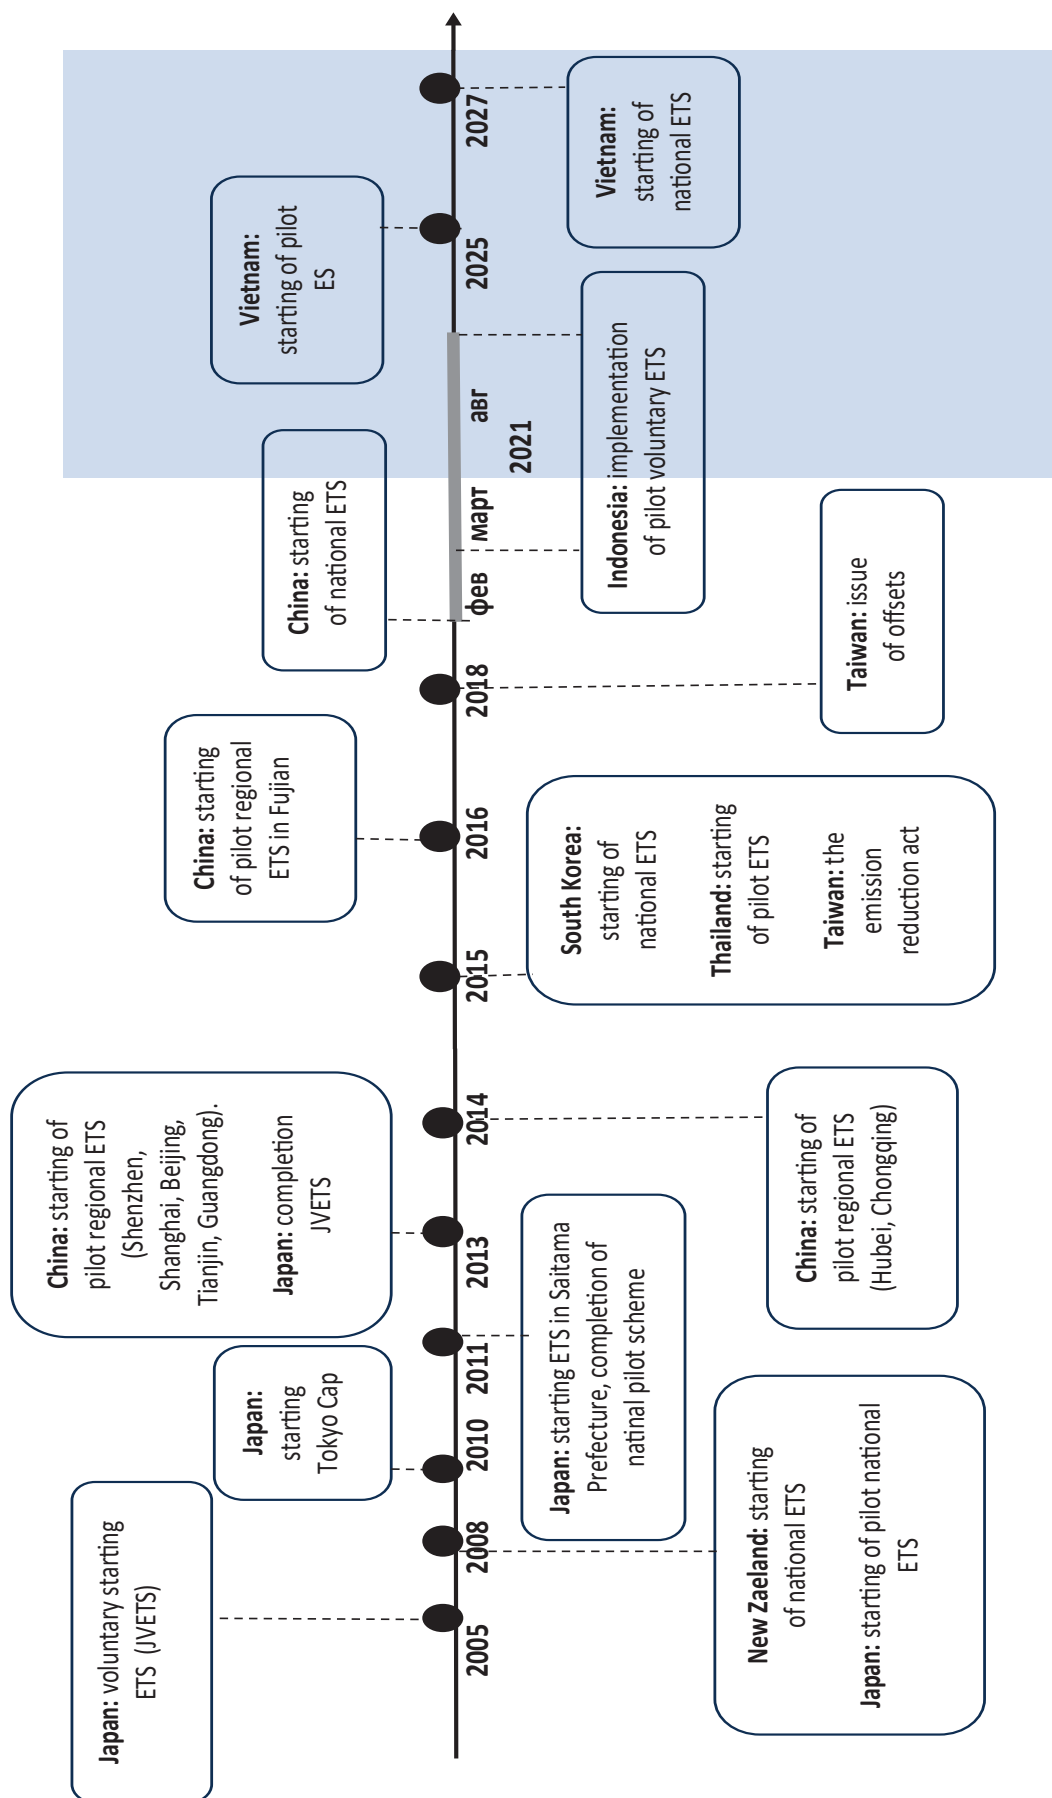 Japan: voluntary starting
ETS (JVETS)
Japan:
starting
Tokyo Cap
China: starting of
pilot regional ETS
(Shenzhen,
Shanghai, Beijing,
Tianjin, Guangdong).
Japan: completion
JVETS
China: starting
of pilot regional
ETS in Fujian
China: starting
of national ETS
Vietnam:
starting of pilot
ES
2005
2008
2010
2011
2013
2014
2015
2016
2018
фев
март
авг
2021
2025
2027
New Zaeland: starting
of national ETS
Japan: starting of pilot national
ETS
Japan: starting ETS in Saitama
Prefecture, completion of
natinal pilot scheme
China: starting of
pilot regional ETS
(Hubei, Chongqing)
South Korea:
starting of
national ETS
Thailand: starting
of pilot ETS
Taiwan: the
emission
reduction act
Taiwan: issue
of offsets
Indonesia: implementation
of pilot voluntary ETS
Vietnam:
starting of
national ETS